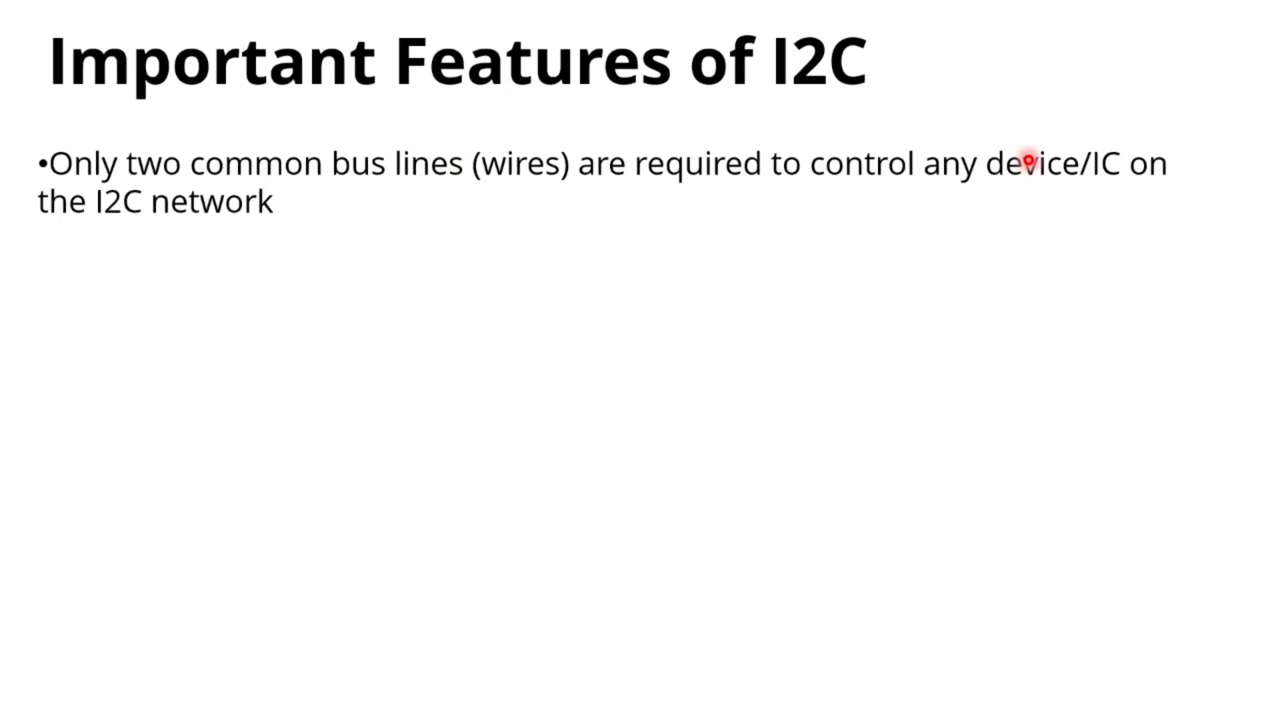 Important Features of I2C
•Only two common bus lines (wires) are required to control any device/IC on
the I2C network